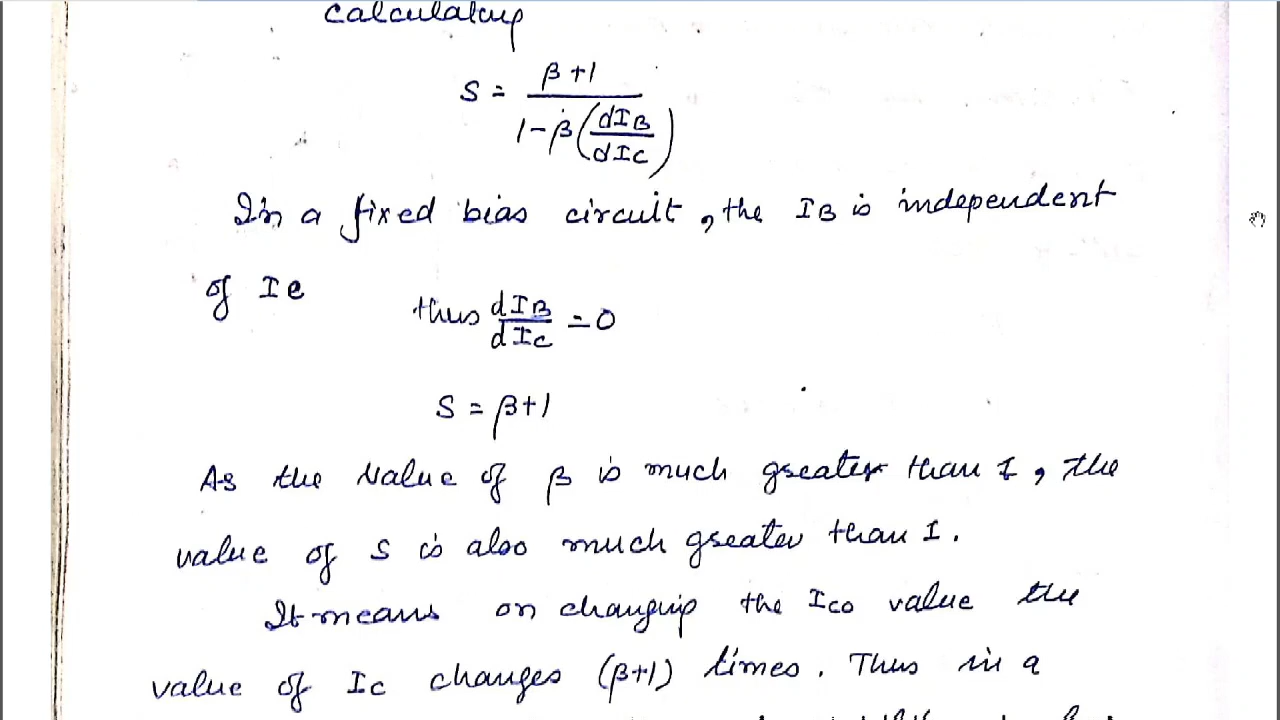 calculating
S = β+1 / 1-β(dIB/dIC)
In a fixed bias circuit, the IB is independent
of Ic
thus dIB/dIC = 0
S = β+1
As the value of β is much greater than 1, the
value of S is also much greater than 1.
It means on changing the Ico value the
value of Ic changes (β+1) times. Thus in a